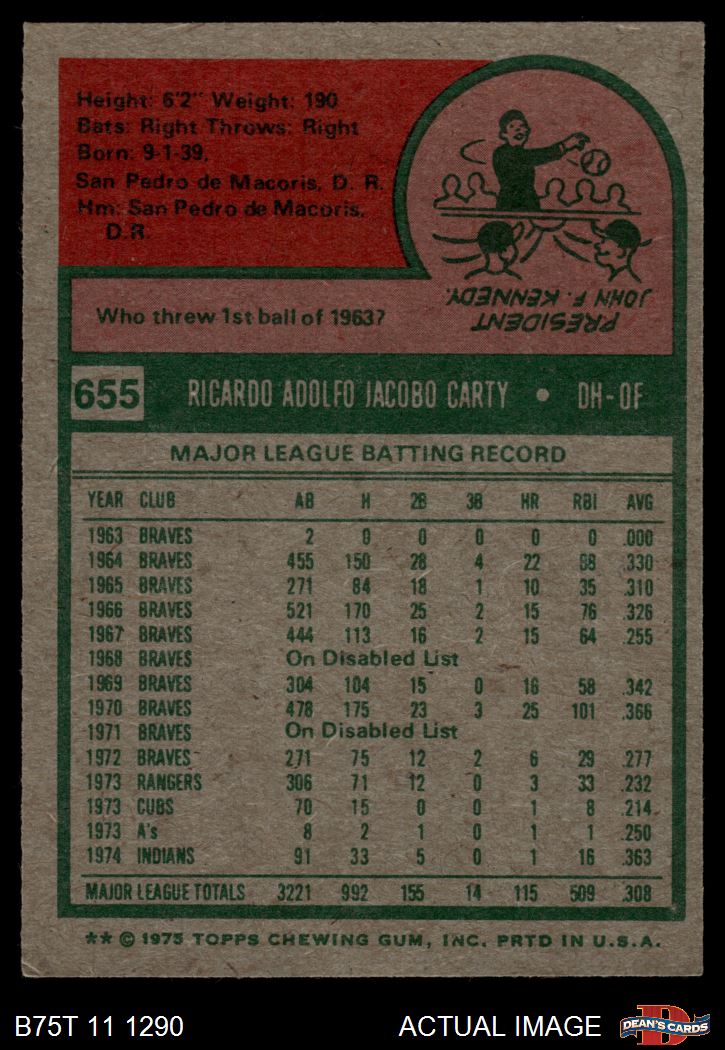 Height: 6'2" Weight: 190
Bats: Right Throws: Right
Born: 9-1-39,
San Pedro de Macoris, D. R.
Hm: San Pedro de Macoris,
D.R.
Who threw 1st ball of 1963?
PRESIDENT
JOHN F. KENNEDY.
655 RICARDO ADOLFO JACOBO CARTY • DH-OF
MAJOR LEAGUE BATTING RECORD
YEAR CLUB AB H 2B 3B HR RBI AVG
1963 BRAVES 2 0 0 0 0 0 .000
1964 BRAVES 455 150 28 4 22 88 .330
1965 BRAVES 271 84 18 1 10 35 .310
1966 BRAVES 521 170 25 2 15 76 .326
1967 BRAVES 444 113 16 2 15 64 .255
1968 BRAVES On Disabled List
1969 BRAVES 304 104 15 0 16 58 .342
1970 BRAVES 478 175 23 3 25 101 .366
1971 BRAVES On Disabled List
1972 BRAVES 271 75 12 2 6 29 .277
1973 RANGERS 306 71 12 0 3 33 .232
1973 CUBS 70 15 0 0 1 8 .214
1973 A's 8 2 1 0 1 1 .250
1974 INDIANS 91 33 5 0 1 16 .363
MAJOR LEAGUE TOTALS 3221 992 155 14 115 509 .308
** © 1975 TOPPS CHEWING GUM, INC. PRTD IN U.S.A.
B75T 11 1290 ACTUAL IMAGE
DEAN'S CARDS